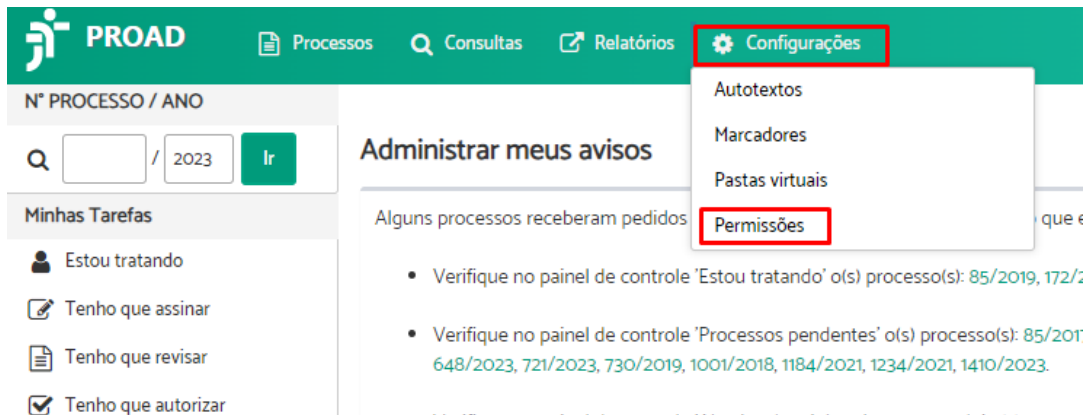 PROAD
Processos
Consultas
Relatórios
Configurações
Autotextos
Marcadores
Pastas virtuais
Permissões
N° PROCESSO / ANO
/ 2023 Ir
Minhas Tarefas
Estou tratando
Tenho que assinar
Tenho que revisar
Tenho que autorizar
Administrar meus avisos
Alguns processos receberam pedidos que e
Verifique no painel de controle 'Estou tratando' o(s) processo(s): 85/2019, 172/2
Verifique no painel de controle 'Processos pendentes' o(s) processo(s): 85/2017
648/2023, 721/2023, 730/2019, 1001/2018, 1184/2021, 1234/2021, 1410/2023.